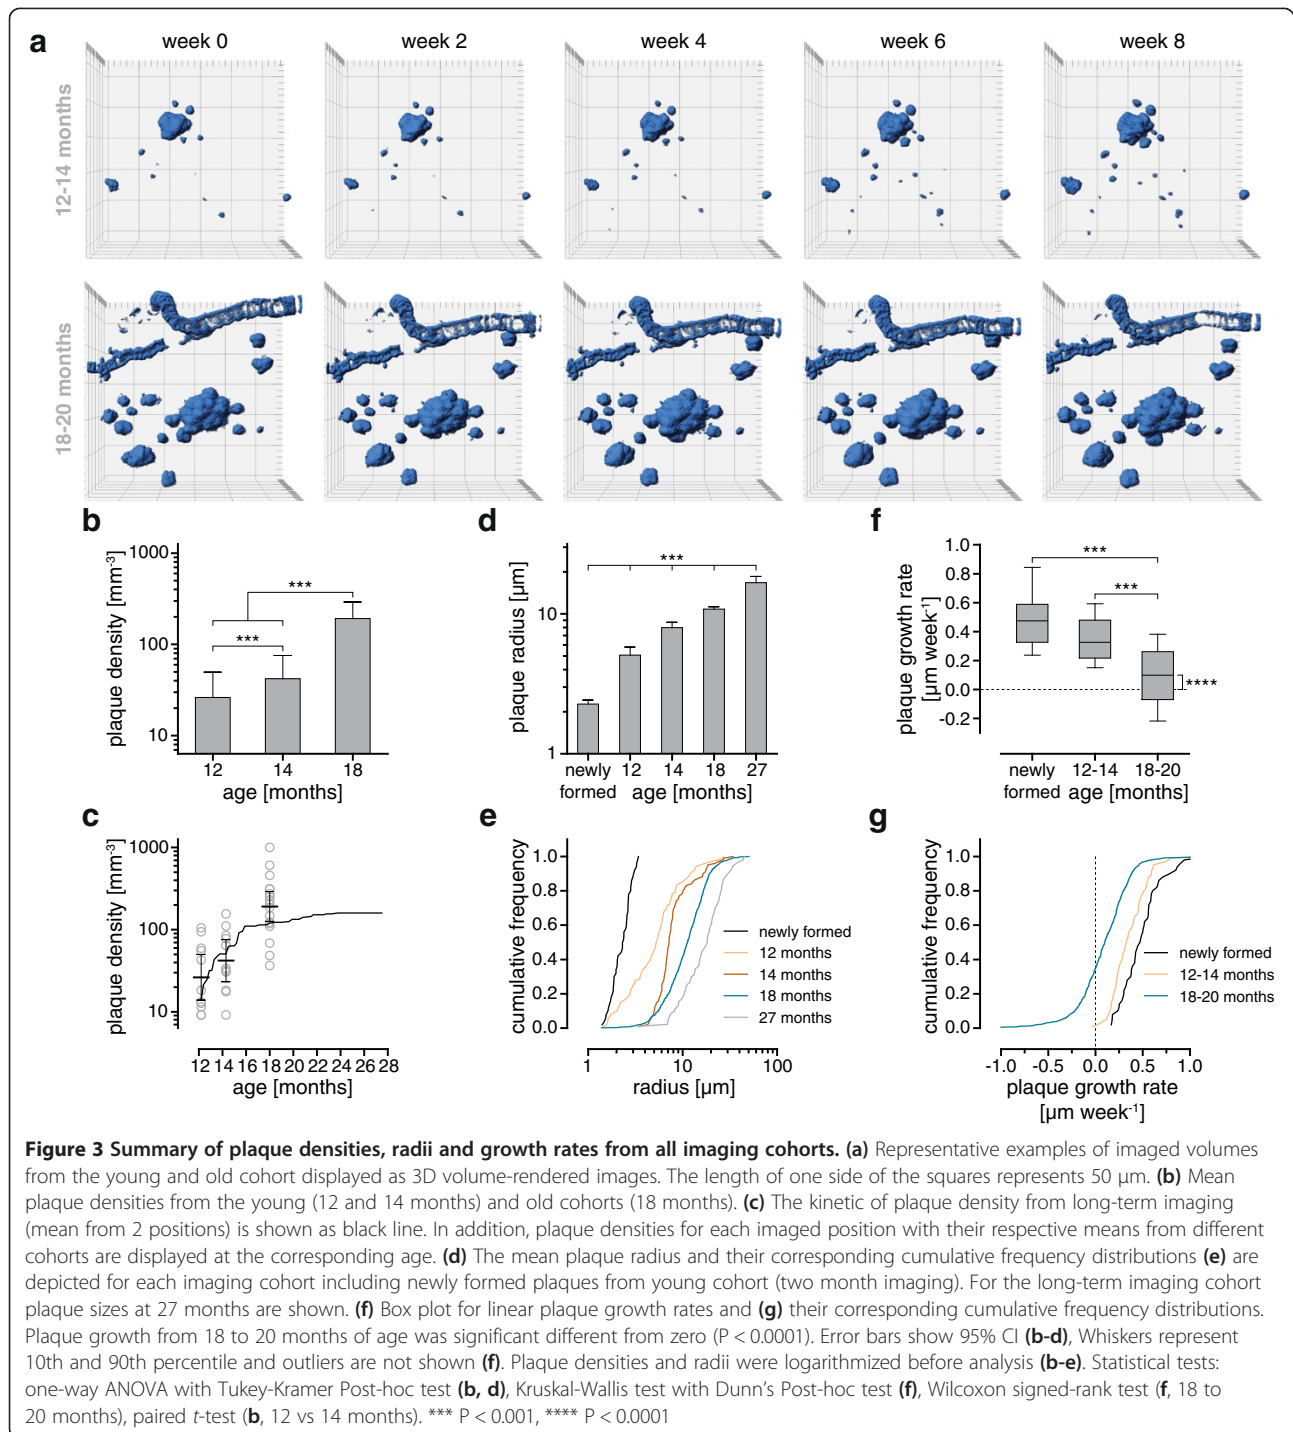 a
week 0
week 2
week 4
week 6
week 8
12-14 months
18-20 months
b
plaque density [mm-3]
1000
100
10
***
***
12
14
18
age [months]
d
plaque radius [µm]
10
1
***
newly formed
12
14
18
27
age [months]
f
plaque growth rate
[µm week-1]
1.0
0.8
0.6
0.4
0.2
0.0
-0.2
***
***
****
newly formed
12-14
18-20
age [months]
c
plaque density [mm-3]
1000
100
10
12 14 16 18 20 22 24 26 28
age [months]
e
cumulative frequency
1.0
0.8
0.6
0.4
0.2
0.0
newly formed
12 months
14 months
18 months
27 months
1
10
100
radius [µm]
g
cumulative frequency
1.0
0.8
0.6
0.4
0.2
0.0
newly formed
12-14 months
18-20 months
-1.0
-0.5
0.0
0.5
1.0
plaque growth rate
[µm week-1]
Figure 3 Summary of plaque densities, radii and growth rates from all imaging cohorts. (a) Representative examples of imaged volumes
from the young and old cohort displayed as 3D volume-rendered images. The length of one side of the squares represents 50 µm. (b) Mean
plaque densities from the young (12 and 14 months) and old cohorts (18 months). (c) The kinetic of plaque density from long-term imaging
(mean from 2 positions) is shown as black line. In addition, plaque densities for each imaged position with their respective means from different
cohorts are displayed at the corresponding age. (d) The mean plaque radius and their corresponding cumulative frequency distributions (e) are
depicted for each imaging cohort including newly formed plaques from young cohort (two month imaging). For the long-term imaging cohort
plaque sizes at 27 months are shown. (f) Box plot for linear plaque growth rates and (g) their corresponding cumulative frequency distributions.
Plaque growth from 18 to 20 months of age was significant different from zero (P < 0.0001). Error bars show 95% CI (b-d), Whiskers represent
10th and 90th percentile and outliers are not shown (f). Plaque densities and radii were logarithmized before analysis (b-e). Statistical tests:
one-way ANOVA with Tukey-Kramer Post-hoc test (b, d), Kruskal-Wallis test with Dunn's Post-hoc test (f), Wilcoxon signed-rank test (f, 18 to
20 months), paired t-test (b, 12 vs 14 months). *** P < 0.001, **** P < 0.0001